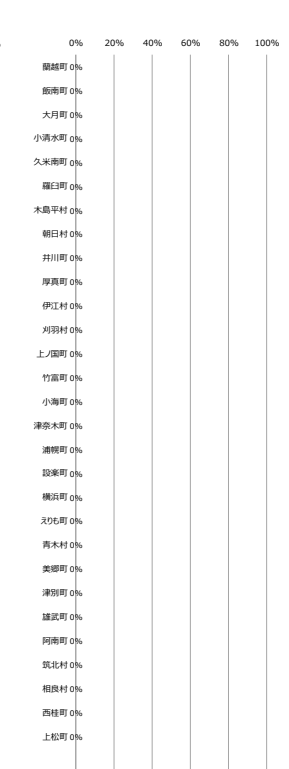 0% 20% 40% 60% 80% 100%
蘭越町 0%
飯南町 0%
大月町 0%
小清水町 0%
久米南町 0%
羅臼町 0%
木島平村 0%
朝日村 0%
井川町 0%
厚真町 0%
伊江村 0%
刈羽村 0%
上ノ国町 0%
竹富町 0%
小海町 0%
津奈木町 0%
浦幌町 0%
設楽町 0%
横浜町 0%
えりも町 0%
青木村 0%
美郷町 0%
津別町 0%
雄武町 0%
阿南町 0%
筑北村 0%
相良村 0%
西桂町 0%
上松町 0%